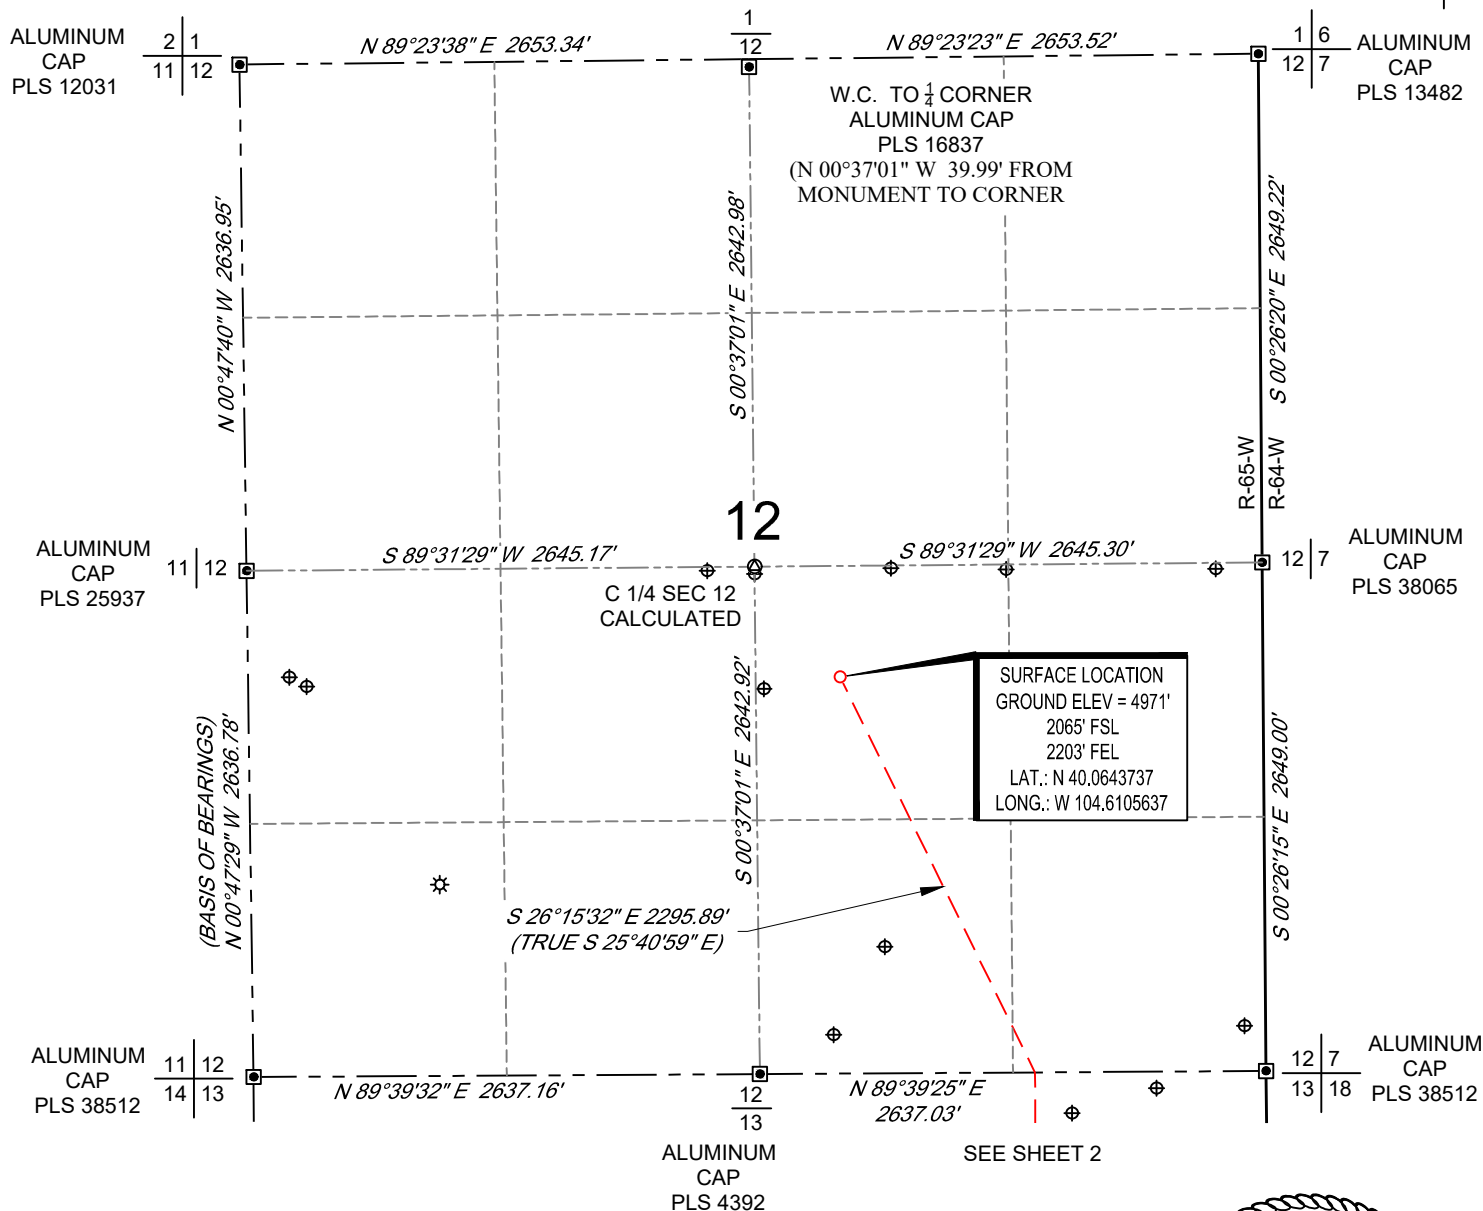 ALUMINUM
CAP
PLS 12031
2 1
11 12
N 89°23'38" E 2653.34'
1
12
N 89°23'23" E 2653.52'
1 6
12 7
ALUMINUM
CAP
PLS 13482
W.C. TO 1/4 CORNER
ALUMINUM CAP
PLS 16837
(N 00°37'01" W 39.99' FROM
MONUMENT TO CORNER
N 00°47'40" W 2636.95'
S 00°37'01" E 2642.98'
S 00°26'20" E 2649.22'
R-65-W
R-64-W
12
ALUMINUM
CAP
PLS 25937
11 12
S 89°31'29" W 2645.17'
S 89°31'29" W 2645.30'
12 7
ALUMINUM
CAP
PLS 38065
C 1/4 SEC 12
CALCULATED
SURFACE LOCATION
GROUND ELEV = 4971'
2065' FSL
2203' FEL
LAT.: N 40.0643737
LONG.: W 104.6105637
(BASIS OF BEARINGS)
N 00°47'29" W 2636.78'
S 00°37'01" E 2642.92'
S 00°26'15" E 2649.00'
S 26°15'32" E 2295.89'
(TRUE S 25°40'59" E)
ALUMINUM
CAP
PLS 38512
11 12
14 13
N 89°39'32" E 2637.16'
12
13
N 89°39'25" E
2637.03'
12 7
13 18
ALUMINUM
CAP
PLS 38512
ALUMINUM
CAP
PLS 4392
SEE SHEET 2